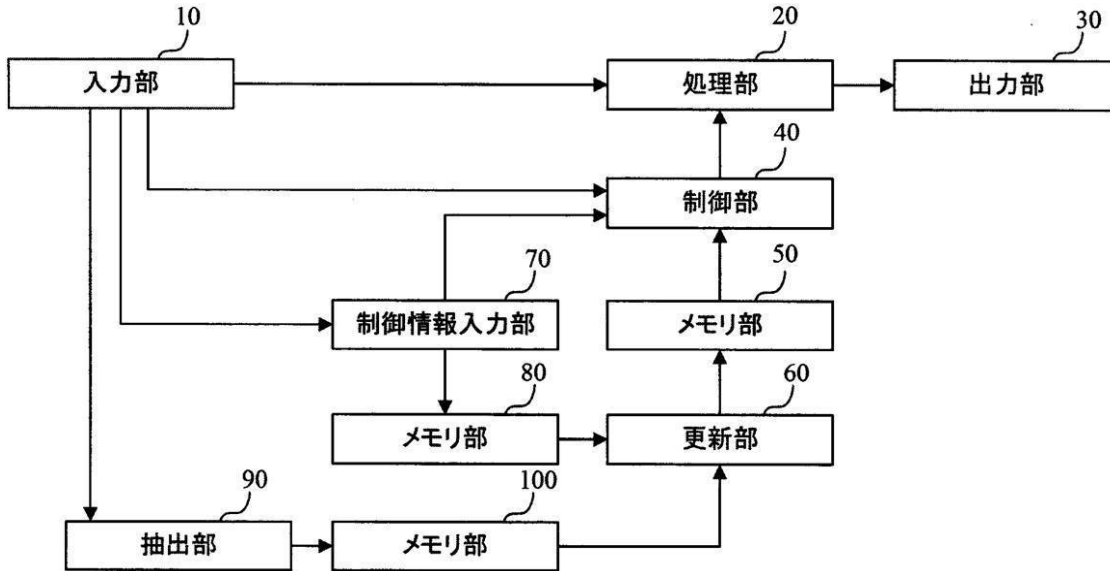 10
20
30
入力部
処理部
出力部
40
制御部
70
50
制御情報入力部
メモリ部
80
60
メモリ部
更新部
90
100
抽出部
メモリ部